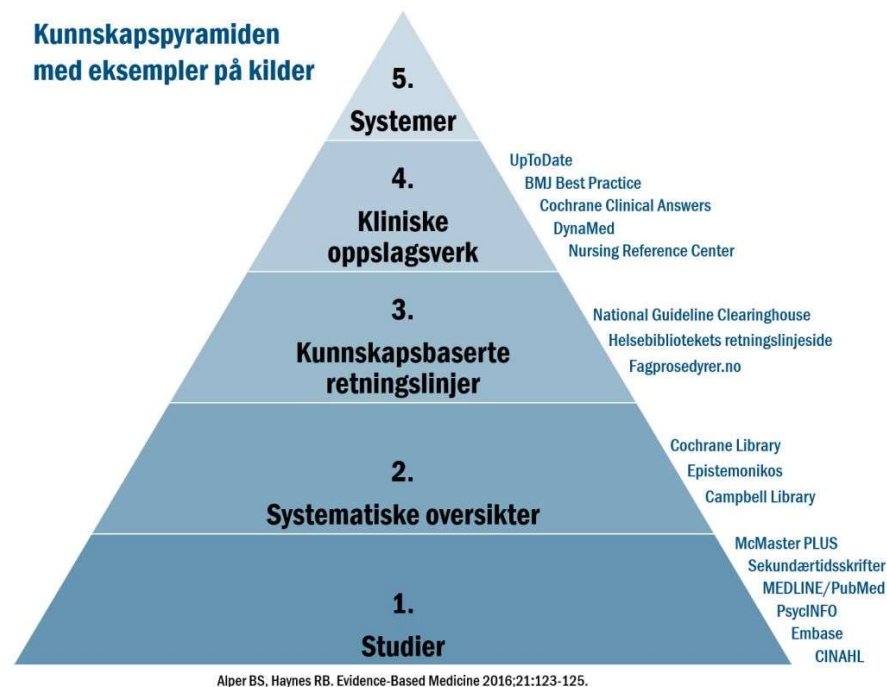 Kunnskapspyramiden
med eksempler på kilder
5.
Systemer
4.
Kliniske
oppslagsverk
UpToDate
BMJ Best Practice
Cochrane Clinical Answers
DynaMed
Nursing Reference Center
3.
Kunnskapsbaserte
retningslinjer
National Guideline Clearinghouse
Helsebibliotekets retningslinjeside
Fagprosedyrer.no
2.
Systematiske oversikter
Cochrane Library
Epistemonikos
Campbell Library
1.
Studier
McMaster PLUS
Sekundærtidsskrifter
MEDLINE/PubMed
PsycINFO
Embase
CINAHL
Alper BS, Haynes RB. Evidence-Based Medicine 2016;21:123-125.